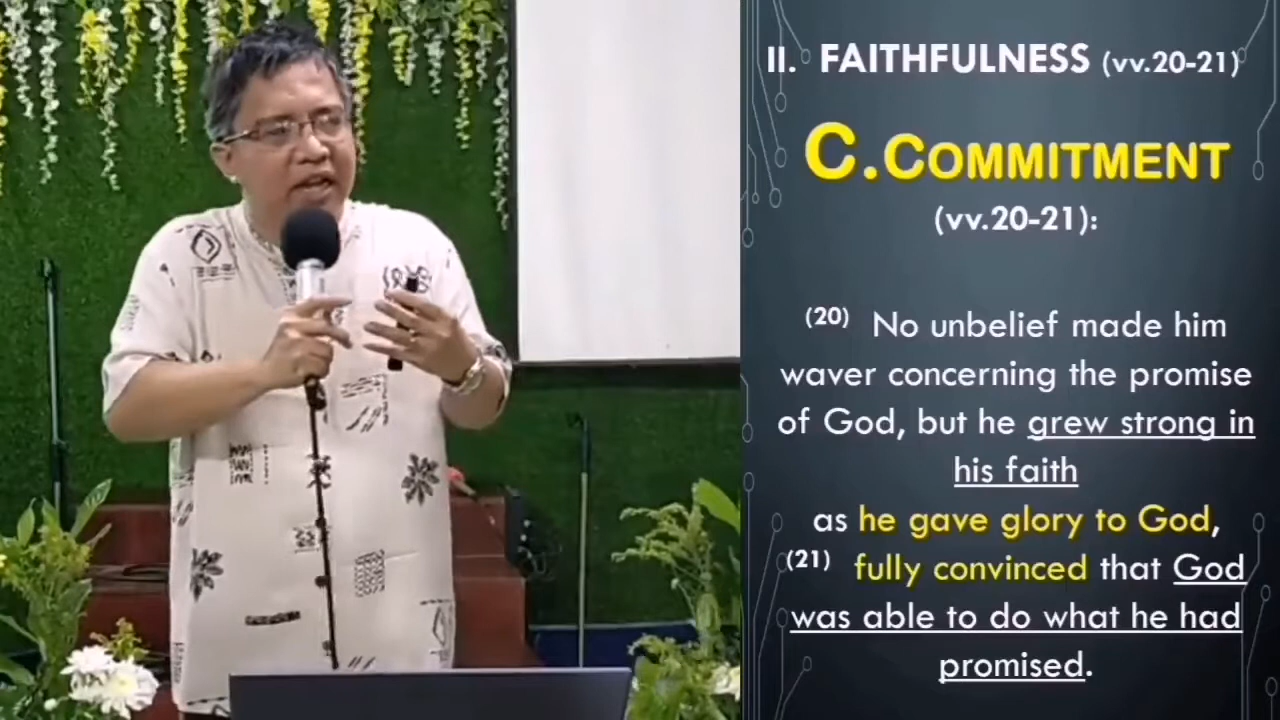 II. FAITHFULNESS (vv.20-21)
C.COMMITMENT
(vv.20-21):
(20) No unbelief made him
waver concerning the promise
of God, but he grew strong in
his faith
as he gave glory to God,
(21) fully convinced that God
was able to do what he had
promised.